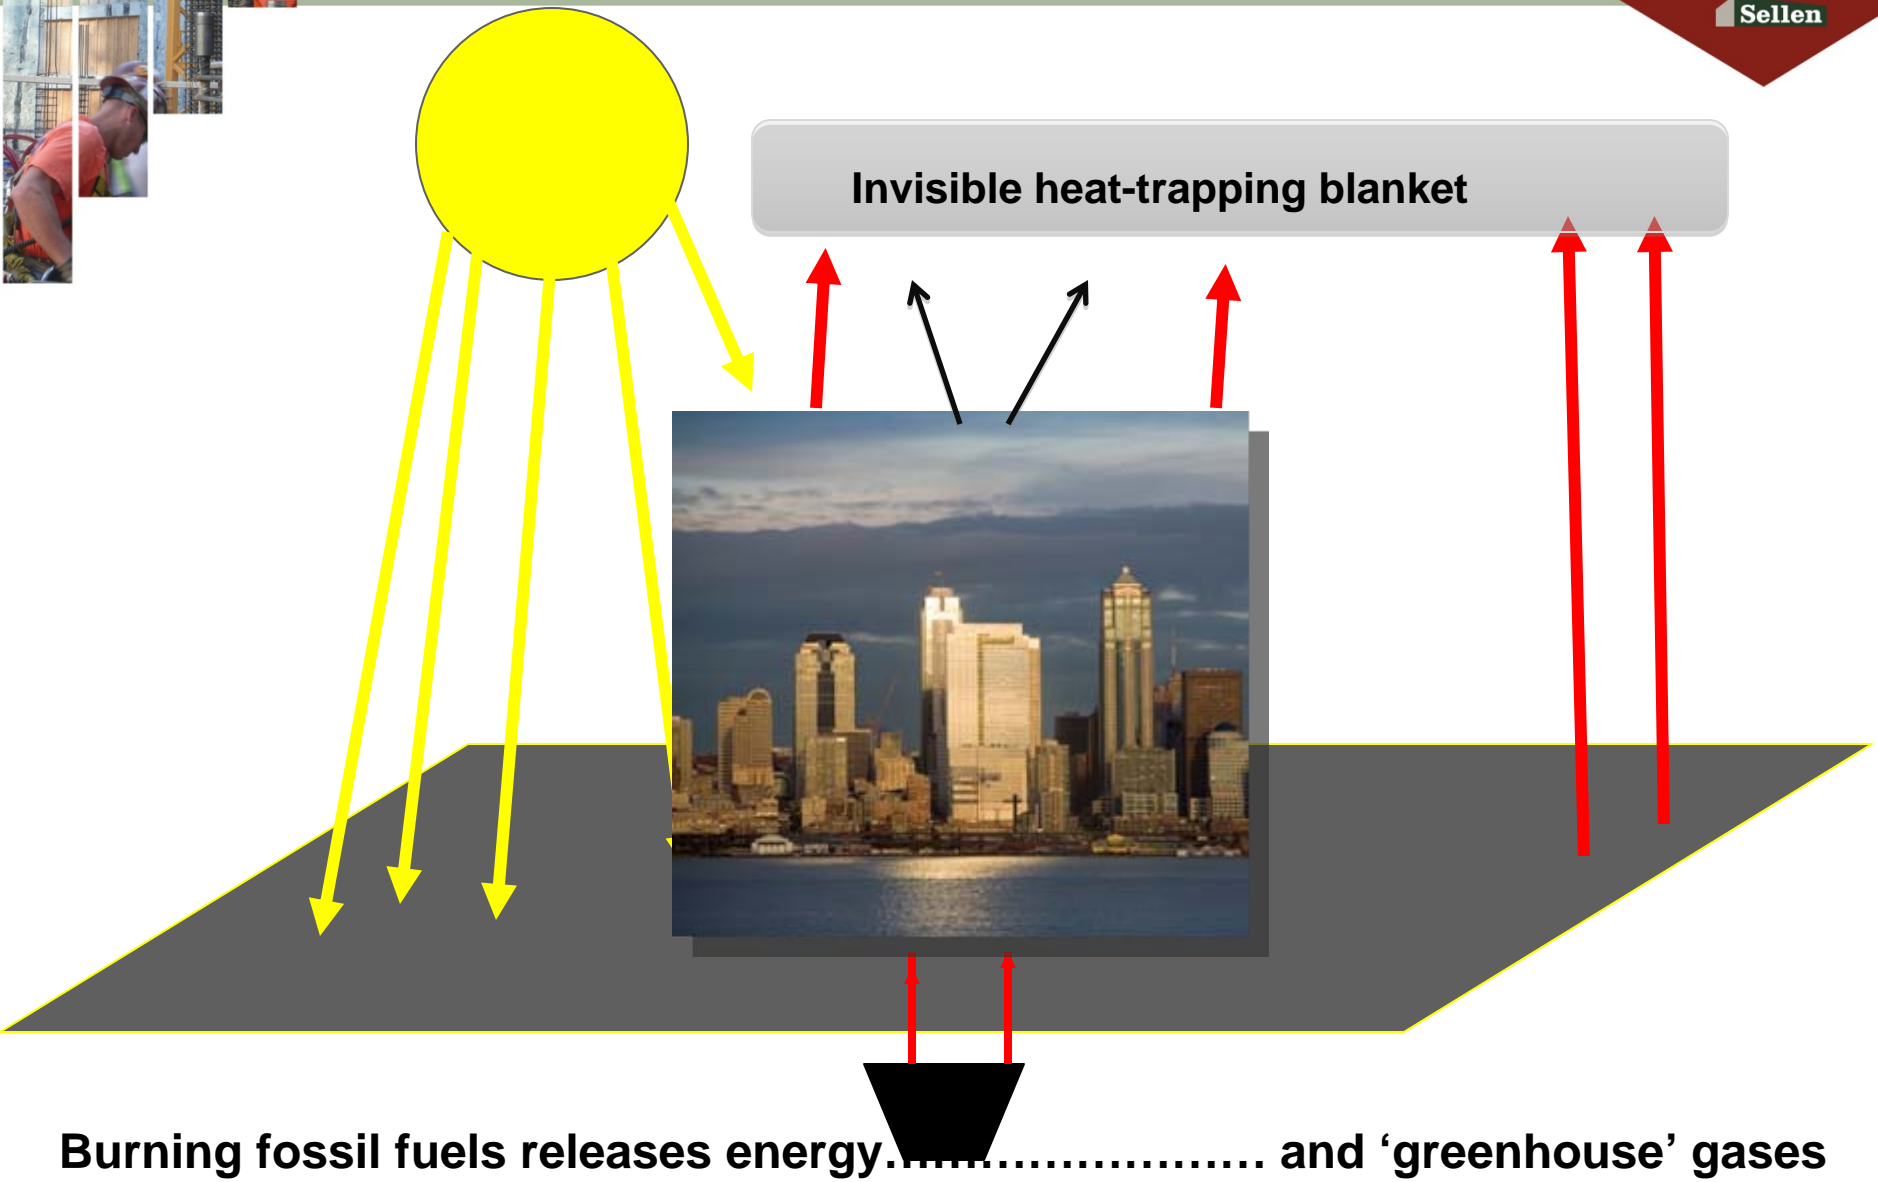 Sellen
Invisible heat-trapping blanket
Burning fossil fuels releases energy…………………… and ‘greenhouse’ gases